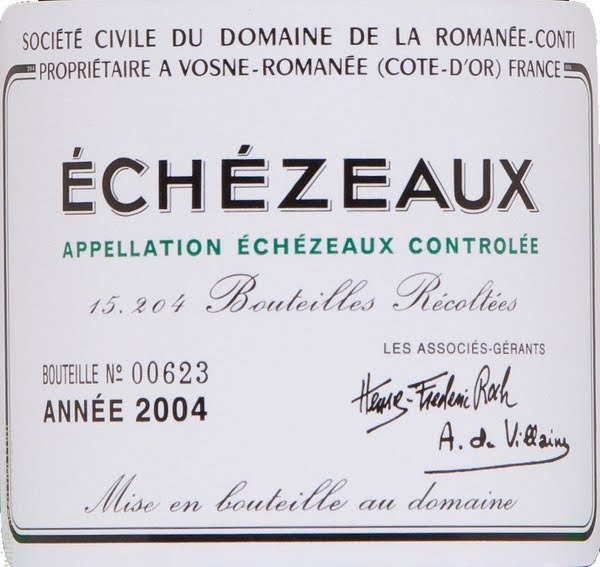 SOCIÉTÉ CIVILE DU DOMAINE DE LA ROMANÉE-CONTI
PROPRIÉTAIRE A VOSNE-ROMANÉE (COTE-D'OR) FRANCE
ÉCHÉZEAUX
APPELLATION ÉCHÉZEAUX CONTROLÉE
15.204 Bouteilles Récoltées
LES ASSOCIÉS-GÉRANTS
BOUTEILLE Nº 00623
ANNÉE 2004
Henry-Frédéric Roch
A. de Villaine
Mise en bouteille au domaine